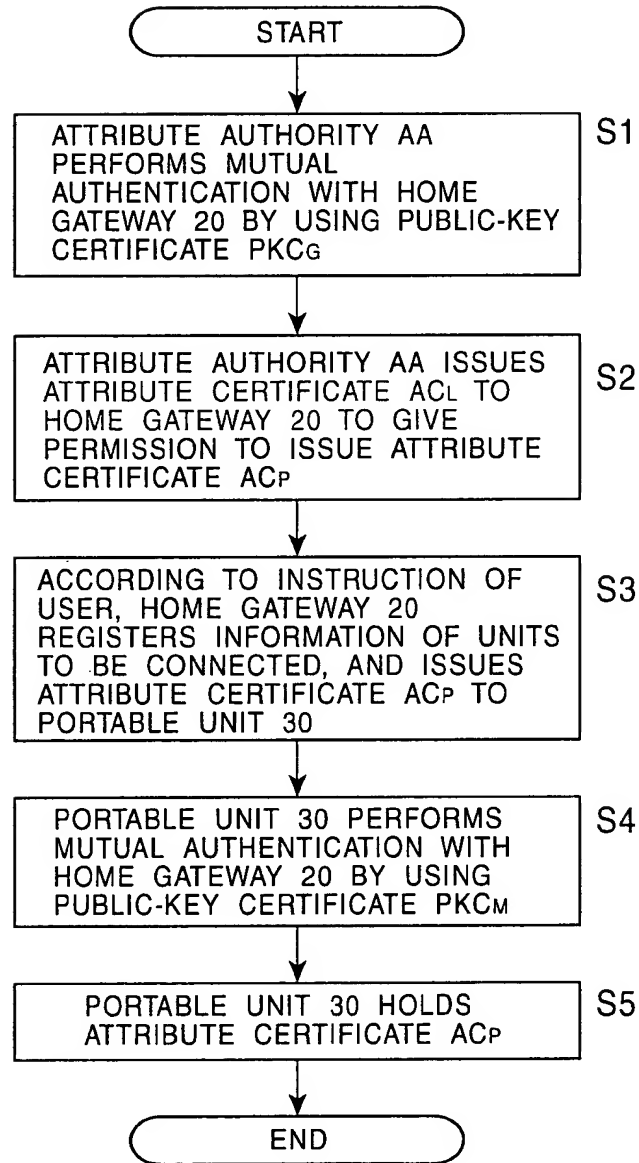 START
S1
ATTRIBUTE AUTHORITY AA
PERFORMS MUTUAL
AUTHENTICATION WITH HOME
GATEWAY 20 BY USING PUBLIC-KEY
CERTIFICATE PKCG
S2
ATTRIBUTE AUTHORITY AA ISSUES
ATTRIBUTE CERTIFICATE ACL TO
HOME GATEWAY 20 TO GIVE
PERMISSION TO ISSUE ATTRIBUTE
CERTIFICATE ACP
S3
ACCORDING TO INSTRUCTION OF
USER, HOME GATEWAY 20
REGISTERS INFORMATION OF UNITS
TO BE CONNECTED, AND ISSUES
ATTRIBUTE CERTIFICATE ACP TO
PORTABLE UNIT 30
S4
PORTABLE UNIT 30 PERFORMS
MUTUAL AUTHENTICATION WITH
HOME GATEWAY 20 BY USING
PUBLIC-KEY CERTIFICATE PKCM
S5
PORTABLE UNIT 30 HOLDS
ATTRIBUTE CERTIFICATE ACP
END